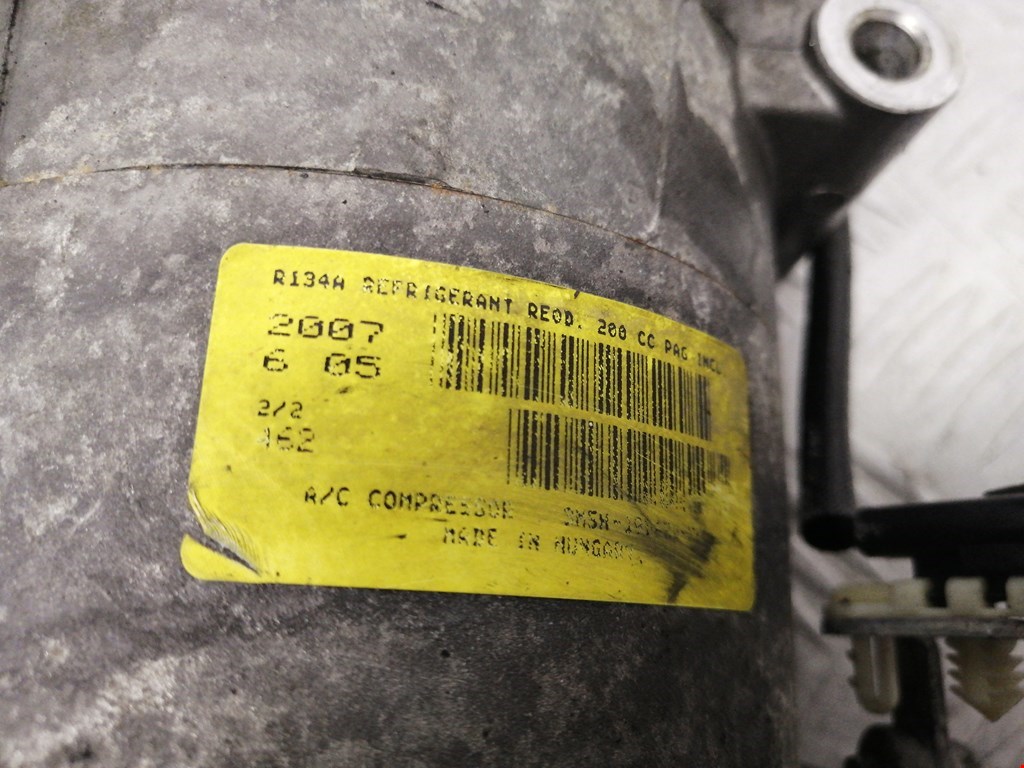 R134A REFRIGERANT REQD. 200 CC PAG INCL.
2007
6 05
2/2
462
A/C COMPRESSOR
MADE IN HUNGARY